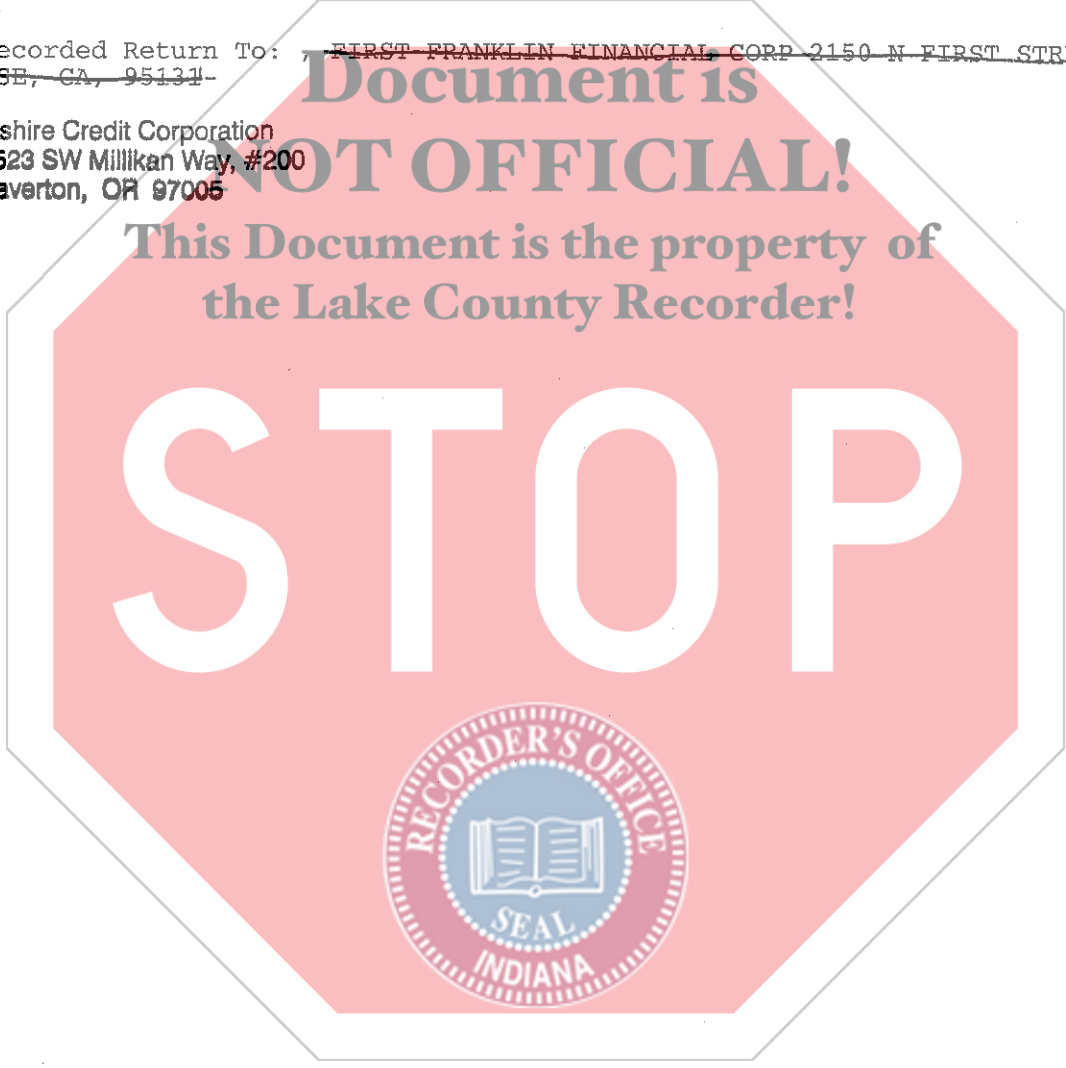 ecorded Return To: , FIRST FRANKLIN FINANCIAL CORP 2150 N FIRST STR
SE, CA, 95131
shire Credit Corporation
523 SW Millikan Way, #200
averton, OR 97005
Document is
NOT OFFICIAL!
This Document is the property of
the Lake County Recorder!
STOP
RECORDER'S OFFICE
SEAL
INDIANA